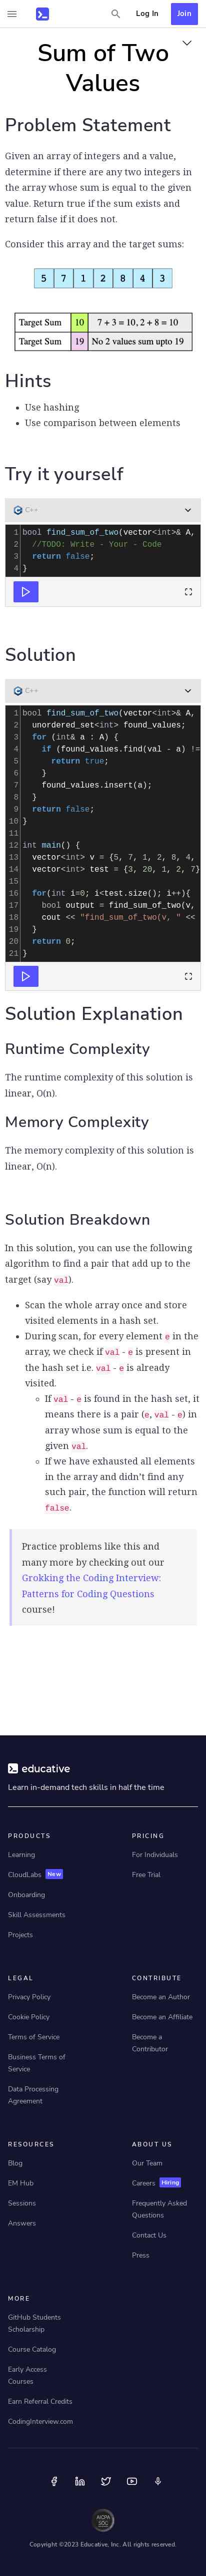 Log In
Join
Sum of Two
Values
Problem Statement
Given an array of integers and a value,
determine if there are any two integers in
the array whose sum is equal to the given
value. Return true if the sum exists and
return false if it does not.
Consider this array and the target sums:
5 7 1 2 8 4 3
Target Sum 10 7 + 3 = 10, 2 + 8 = 10
Target Sum 19 No 2 values sum upto 19
Hints
• Use hashing
• Use comparison between elements
Try it yourself
C++
1 bool find_sum_of_two(vector<int>& A,
2 //TODO: Write - Your - Code
3 return false;
4 }
Solution
C++
1 bool find_sum_of_two(vector<int>& A,
2 unordered_set<int> found_values;
3 for (int& a : A) {
4 if (found_values.find(val - a) !=
5 return true;
6 }
7 found_values.insert(a);
8 }
9 return false;
10 }
11
12 int main() {
13 vector<int> v = {5, 7, 1, 2, 8, 4,
14 vector<int> test = {3, 20, 1, 2, 7}
15
16 for(int i=0; i<test.size(); i++){
17 bool output = find_sum_of_two(v,
18 cout << "find_sum_of_two(v, " <<
19 }
20 return 0;
21 }
Solution Explanation
Runtime Complexity
The runtime complexity of this solution is
linear, O(n).
Memory Complexity
The memory complexity of this solution is
linear, O(n).
Solution Breakdown
In this solution, you can use the following
algorithm to find a pair that add up to the
target (say val).
• Scan the whole array once and store
visited elements in a hash set.
• During scan, for every element e in the
array, we check if val - e is present in
the hash set i.e. val - e is already
visited.
◦ If val - e is found in the hash set, it
means there is a pair (e, val - e) in
array whose sum is equal to the
given val.
◦ If we have exhausted all elements
in the array and didn't find any
such pair, the function will return
false.
Practice problems like this and
many more by checking out our
Grokking the Coding Interview:
Patterns for Coding Questions
course!
educative
Learn in-demand tech skills in half the time
PRODUCTS
Learning
CloudLabs New
Onboarding
Skill Assessments
Projects
PRICING
For Individuals
Free Trial
LEGAL
Privacy Policy
Cookie Policy
Terms of Service
Business Terms of
Service
Data Processing
Agreement
CONTRIBUTE
Become an Author
Become an Affiliate
Become a
Contributor
RESOURCES
Blog
EM Hub
Sessions
Answers
ABOUT US
Our Team
Careers Hiring
Frequently Asked
Questions
Contact Us
Press
MORE
GitHub Students
Scholarship
Course Catalog
Early Access
Courses
Earn Referral Credits
CodingInterview.com
AICPA
SOC
Copyright ©2023 Educative, Inc. All rights reserved.